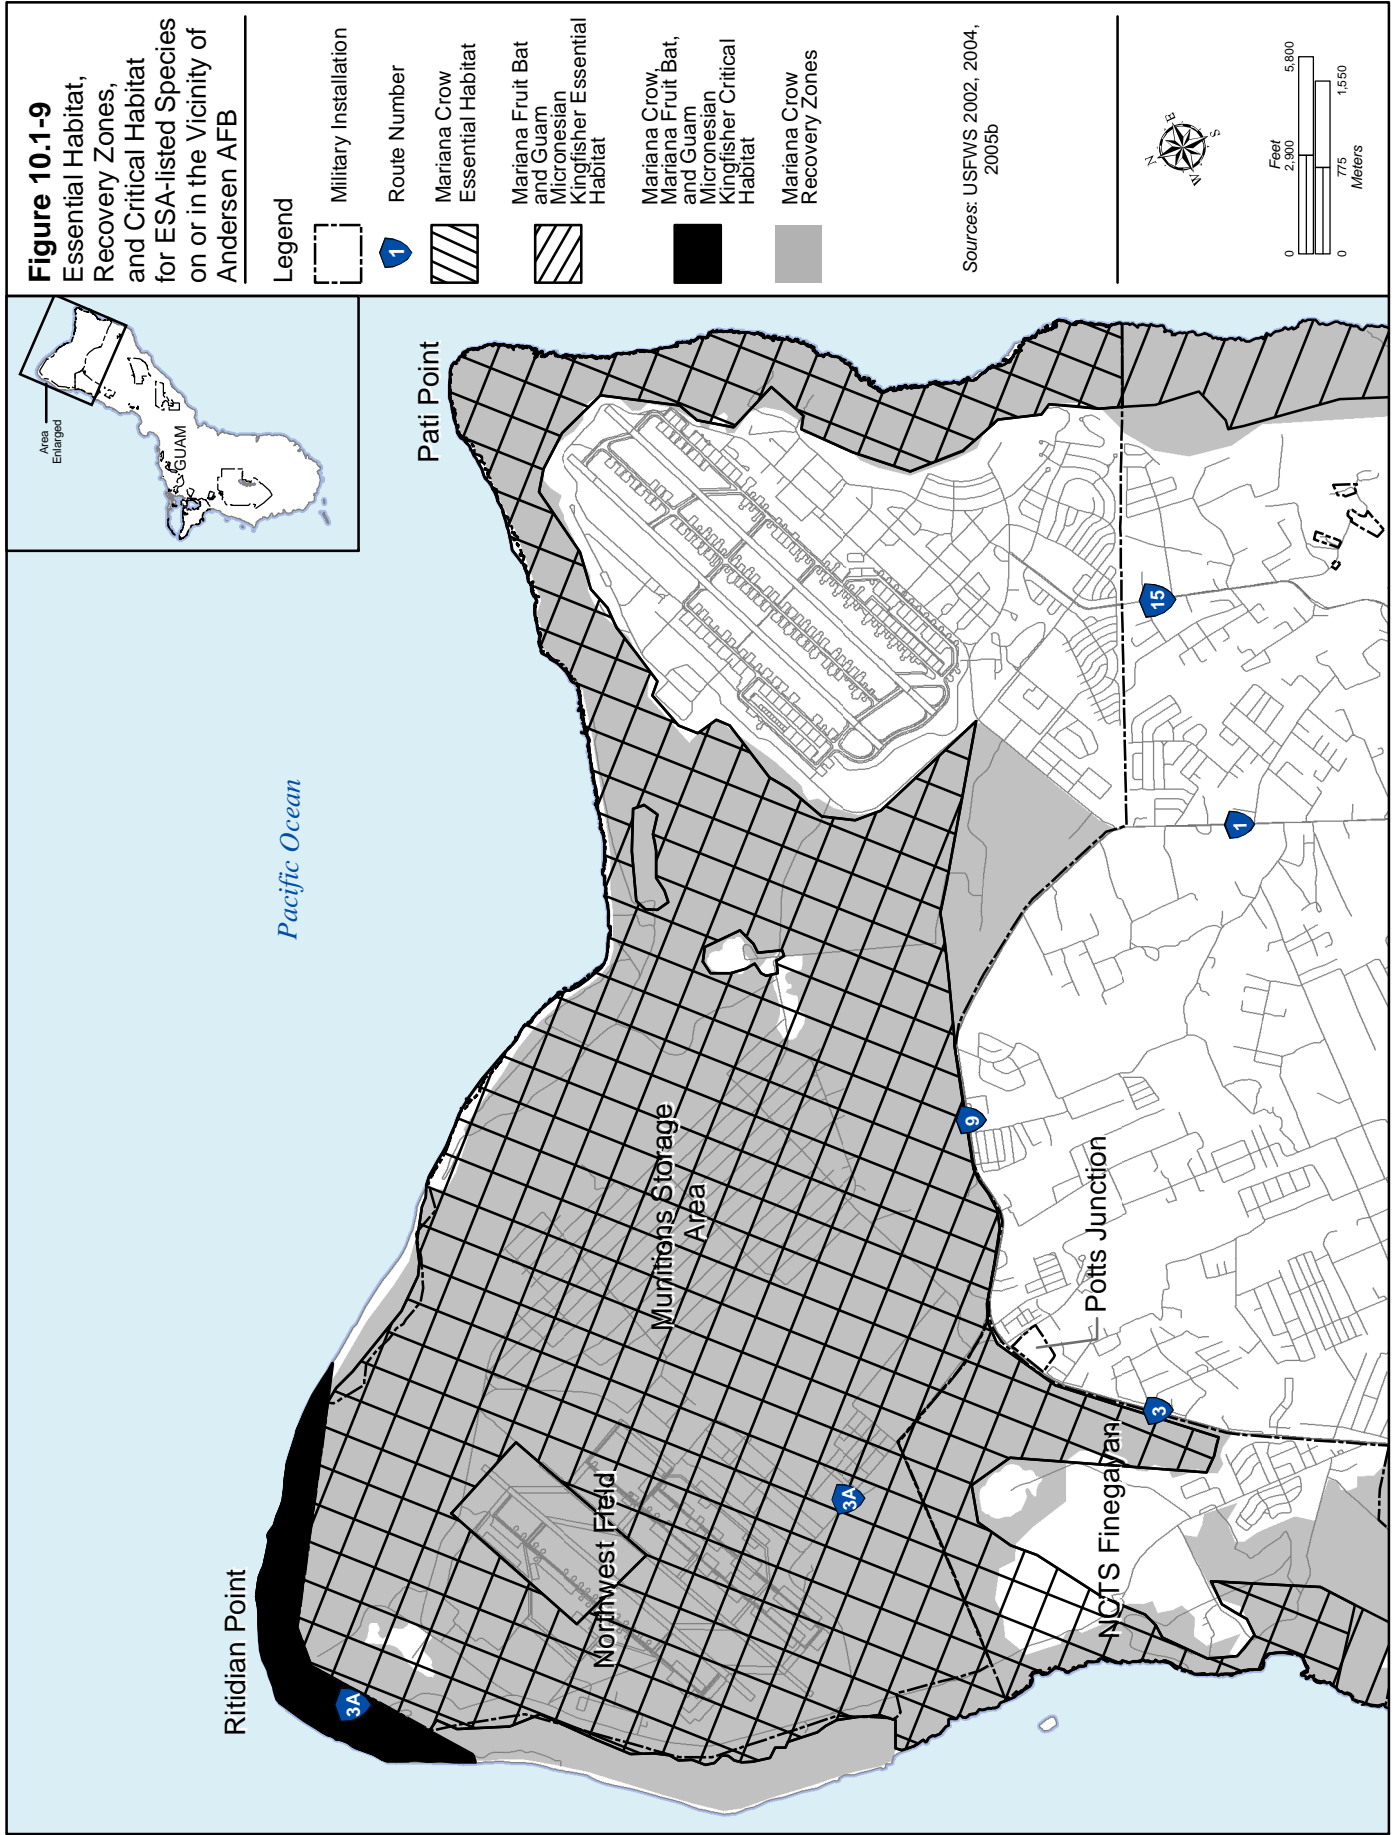 Figure 10.1-9
Essential Habitat,
Recovery Zones,
and Critical Habitat
for ESA-listed Species
on or in the Vicinity of
Andersen AFB
Legend
Military Installation
1
Route Number
Mariana Crow
Essential Habitat
Mariana Fruit Bat
and Guam
Micronesian
Kingfisher Essential
Habitat
Mariana Crow,
Mariana Fruit Bat,
and Guam
Micronesian
Kingfisher Critical
Habitat
Mariana Crow
Recovery Zones
Sources: USFWS 2002, 2004,
2005b
N
E
S
W
Feet
0 2,900 5,800
0 775 1,550
Meters
Area
Enlarged
GUAM
Pacific Ocean
Ritidian Point
Pati Point
3A
Northwest Field
Munitions Storage
Area
3A
9
Potts Junction
NCTS Finegayan
3
1
15